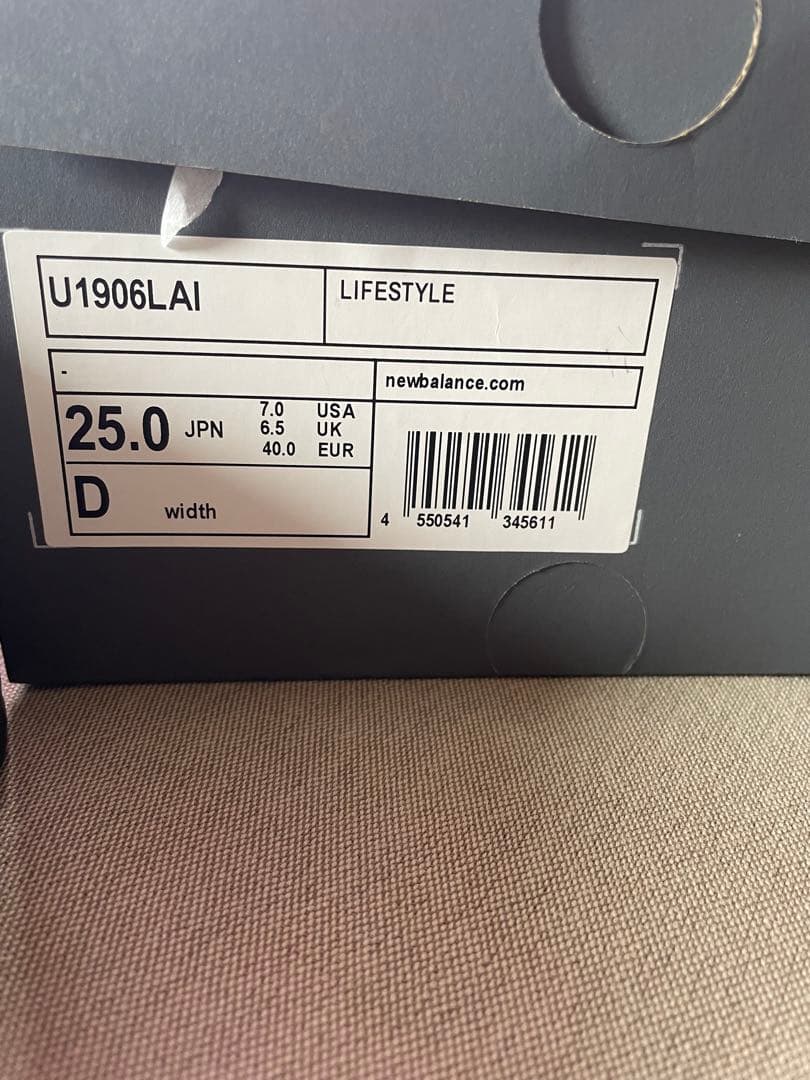 U1906LAI
LIFESTYLE
-
newbalance.com
25.0 JPN
7.0 USA
6.5 UK
40.0 EUR
D width
4 550541 345611